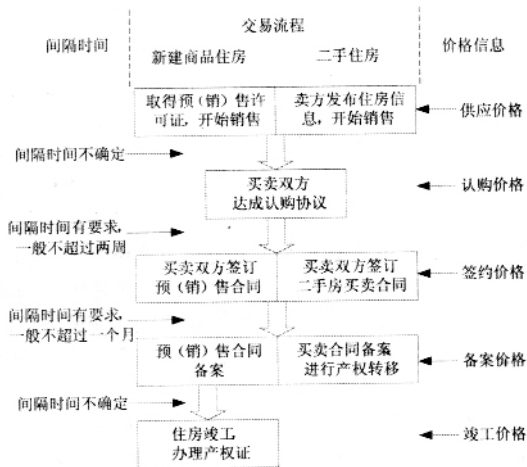 交易流程
间隔时间
新建商品住房
二手住房
价格信息
取得预（销）售许
可证，开始销售
卖方发布住房信
息，开始销售
供应价格
间隔时间不确定
买卖双方
达成认购协议
认购价格
间隔时间有要求，
一般不超过两周
买卖双方签订
预（销）售合同
买卖双方签订
二手房买卖合同
签约价格
间隔时间有要求，
一般不超过一个月
预（销）售合同
备案
买卖合同备案
进行产权转移
备案价格
间隔时间不确定
住房竣工，
办理产权证
竣工价格